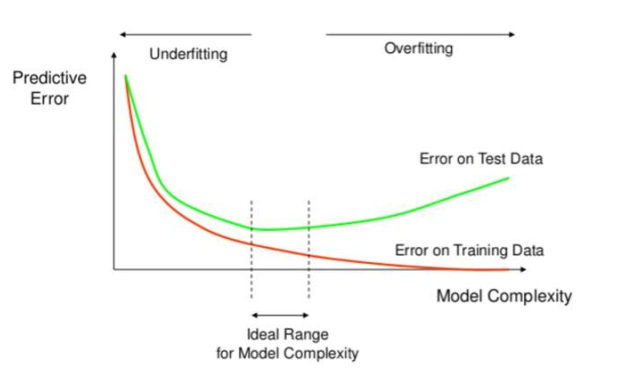 Underfitting
Overfitting
Predictive
Error
Error on Test Data
Error on Training Data
Model Complexity
Ideal Range
for Model Complexity